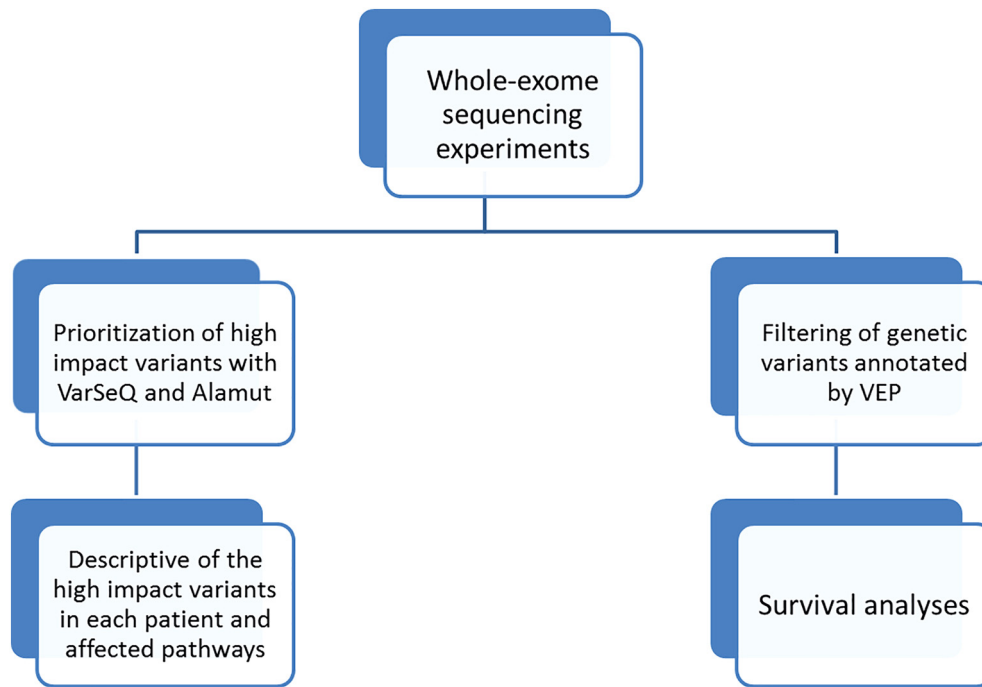 Whole-exome
sequencing
experiments
Prioritization of high
impact variants with
VarSeQ and Alamut
Filtering of genetic
variants annotated
by VEP
Descriptive of the
high impact variants
in each patient and
affected pathways
Survival analyses